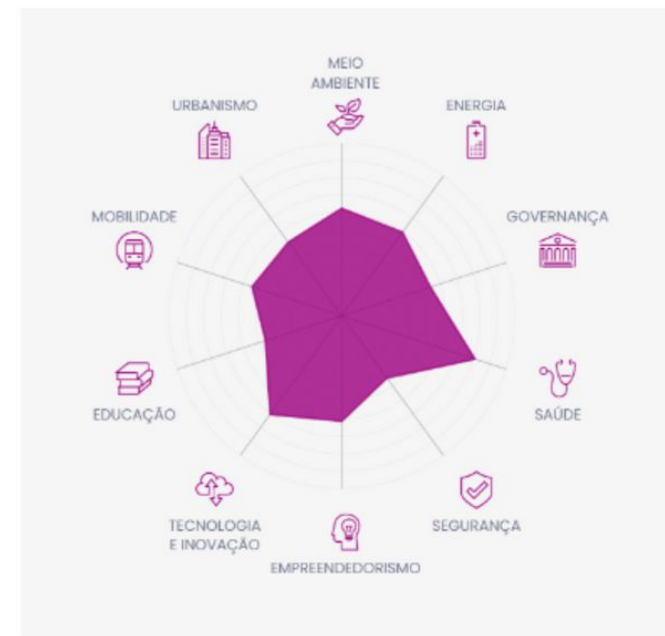 MEIO
AMBIENTE
URBANISMO
ENERGIA
MOBILIDADE
GOVERNANÇA
EDUCAÇÃO
SAÚDE
TECNOLOGIA
E INOVAÇÃO
SEGURANÇA
EMPREENDEDORISMO